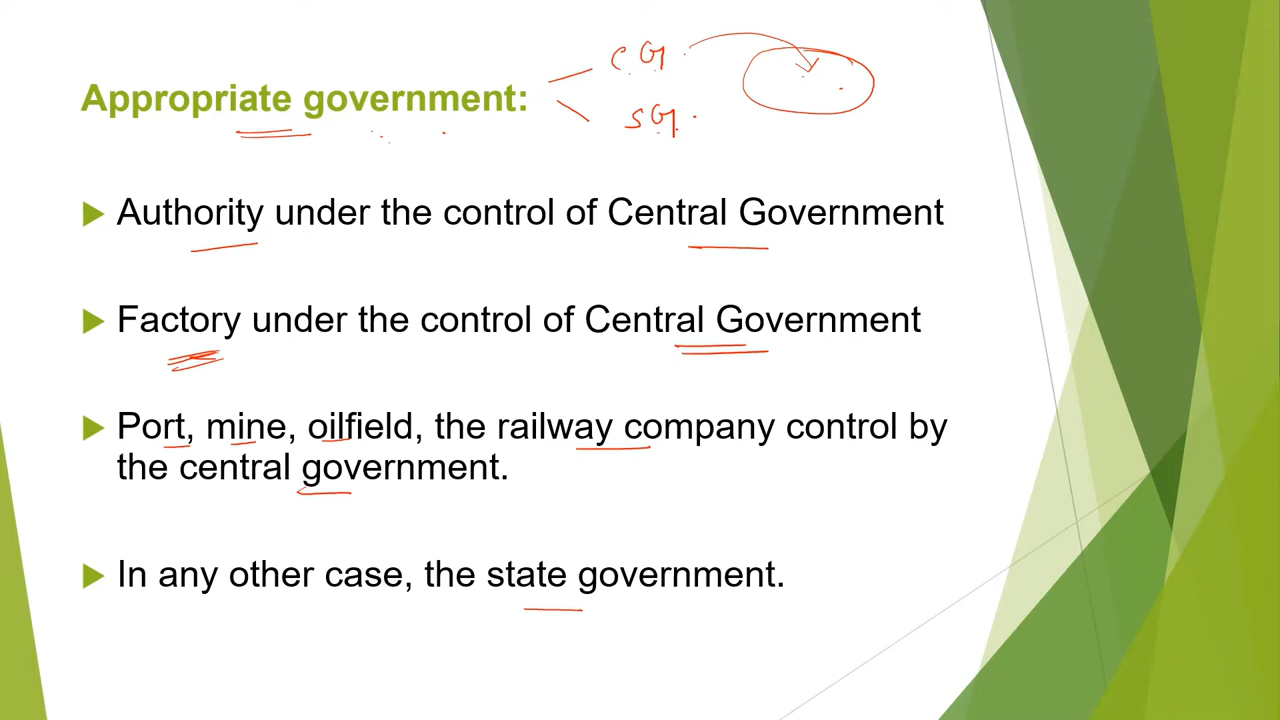 Appropriate government:
CG
SG
Authority under the control of Central Government
Factory under the control of Central Government
Port, mine, oilfield, the railway company control by
the central government.
In any other case, the state government.